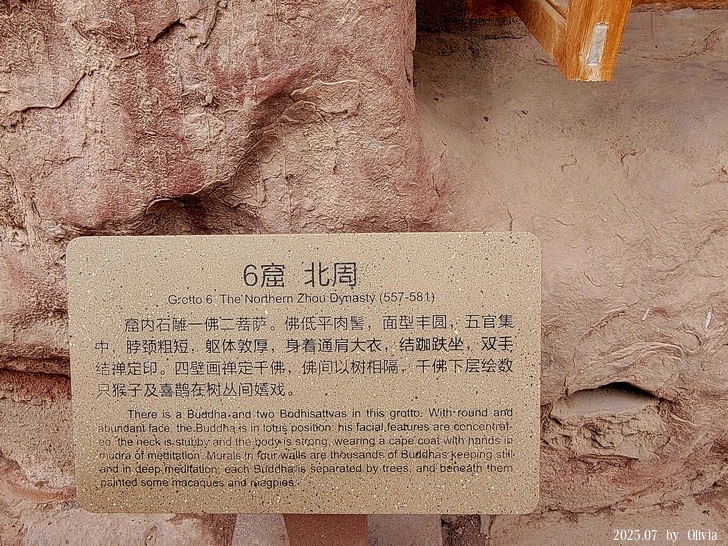 6窟 北周
Grotto 6 The Northern Zhou Dynasty (557-581)
窟内石雕一佛二菩萨。佛低平肉髻，面型丰圆，五官集
中，脖颈粗短，躯体敦厚，身着通肩大衣，结跏趺坐，双手
结禅定印。四壁画禅定千佛，佛间以树相隔，千佛下层绘数
只猴子及喜鹊在树丛间嬉戏。
There is a Buddha and two Bodhisattvas in this grotto. With round and
abundant face, the Buddha is in lotus position: his facial features are concentrat-
ed, the neck is stubby and the body is strong, wearing a cape coat with hands in
mudra of meditation. Murals in four walls are thousands of Buddhas keeping still
and in deep meditation; each Buddha is separated by trees, and beneath them
painted some macaques and magpies.
2025.07 by Olivia